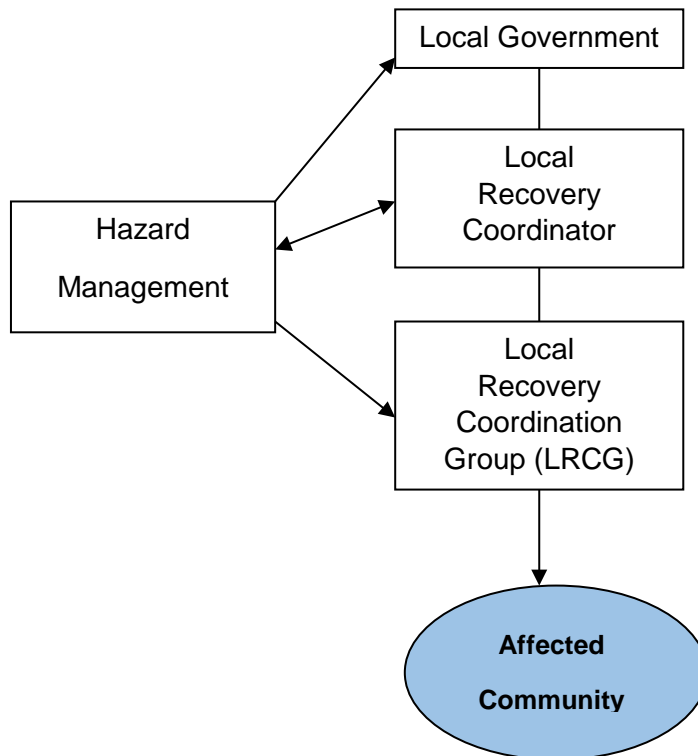 Local Government
Local
Recovery
Coordinator
Hazard
Management
Local
Recovery
Coordination
Group (LRCG)
Affected
Community